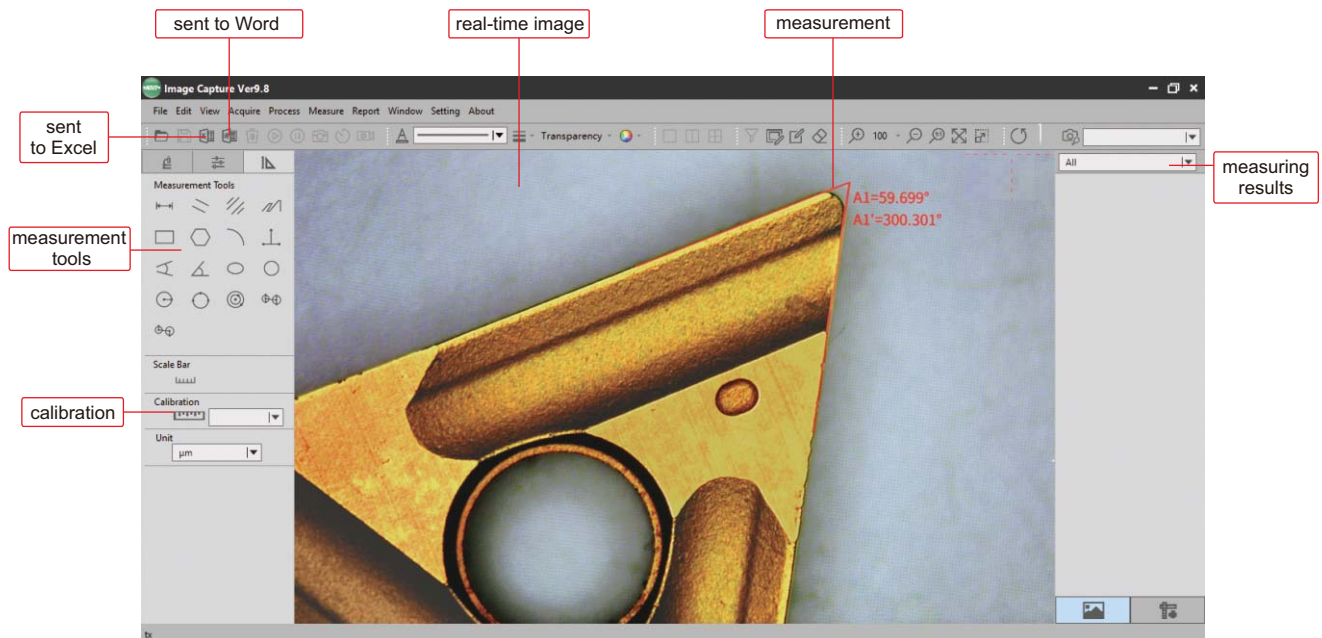 sent to Word
real-time image
measurement
Image Capture Ver9.8
File Edit View Acquire Process Measure Report Window Setting About
sent
to Excel
Transparency
100
All
measuring
results
Measurement Tools
A1=59.699°
A1'=300.301°
measurement
tools
Scale Bar
Calibration
calibration
Unit
μm
tx